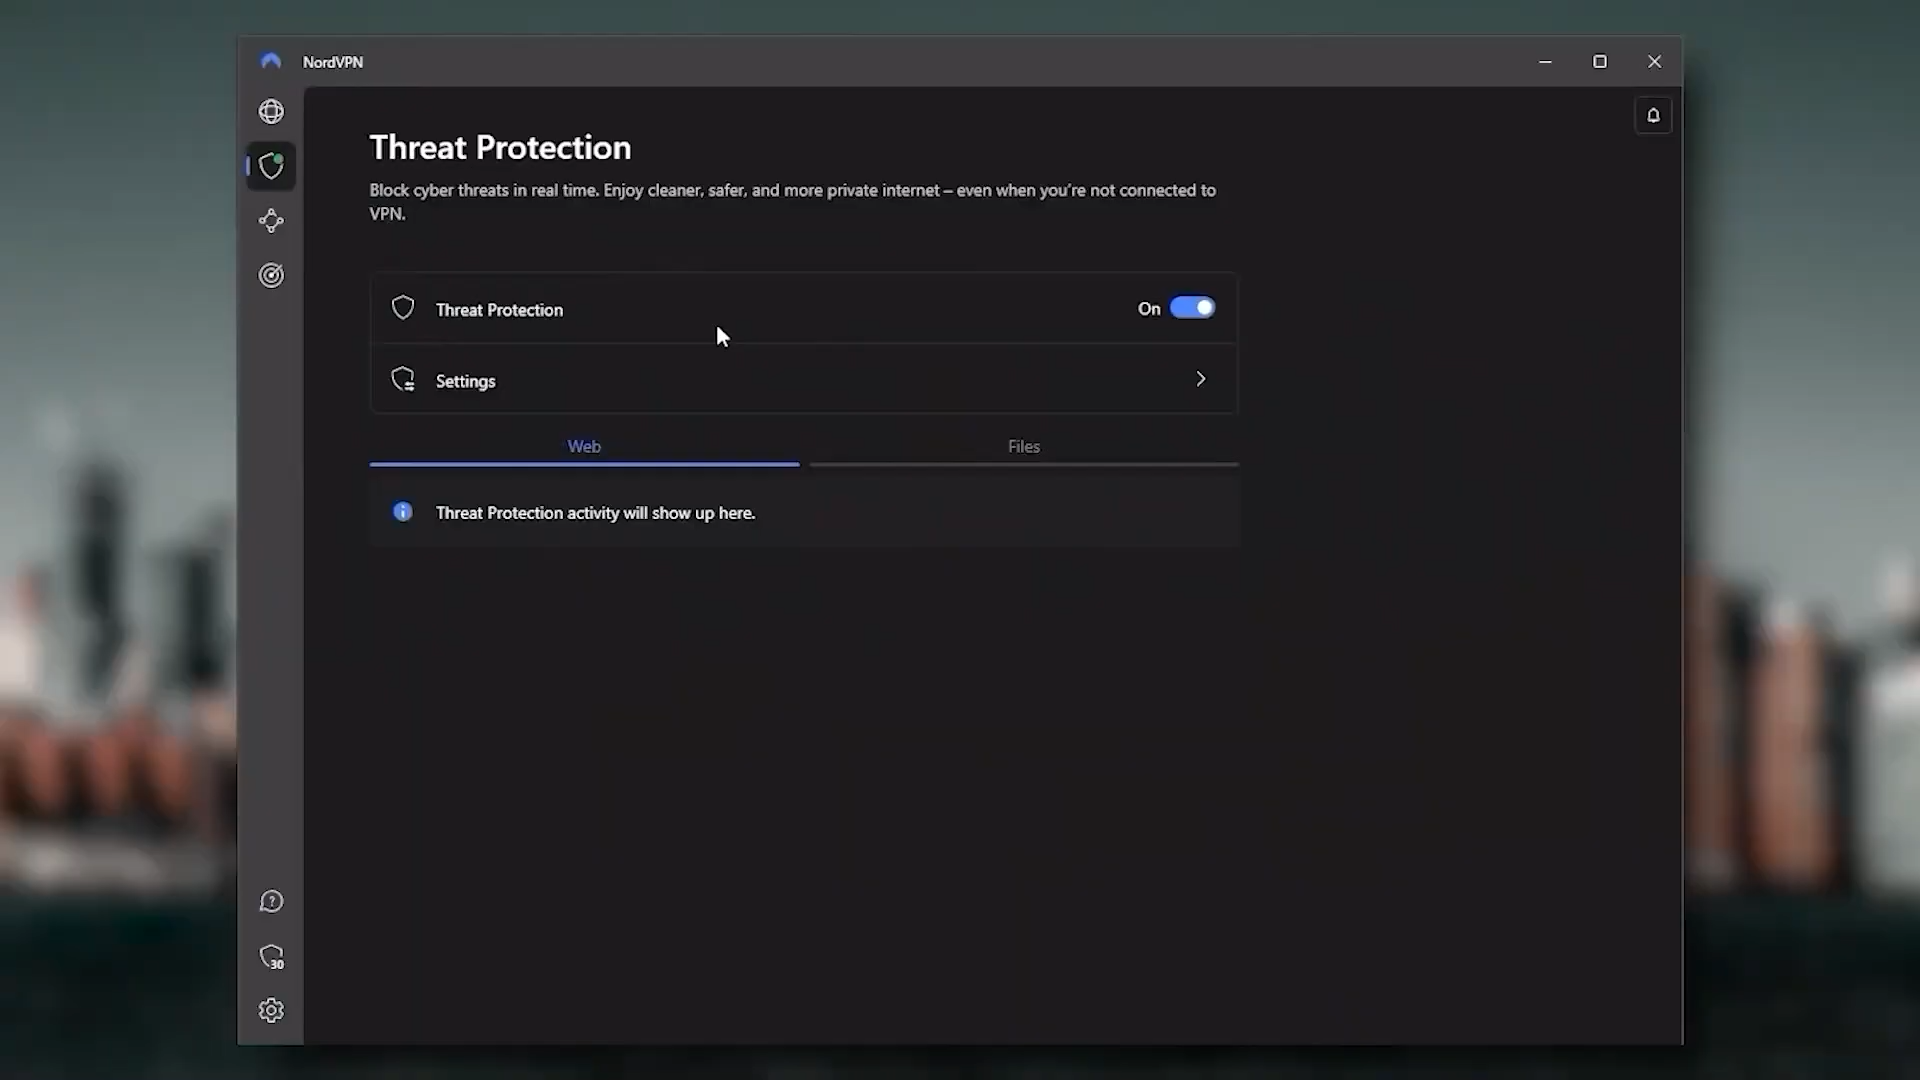 NordVPN
Threat Protection
Block cyber threats in real time. Enjoy cleaner, safer, and more private internet – even when you’re not connected to
VPN.
Threat Protection
On
Settings
Web
Files
Threat Protection activity will show up here.
30